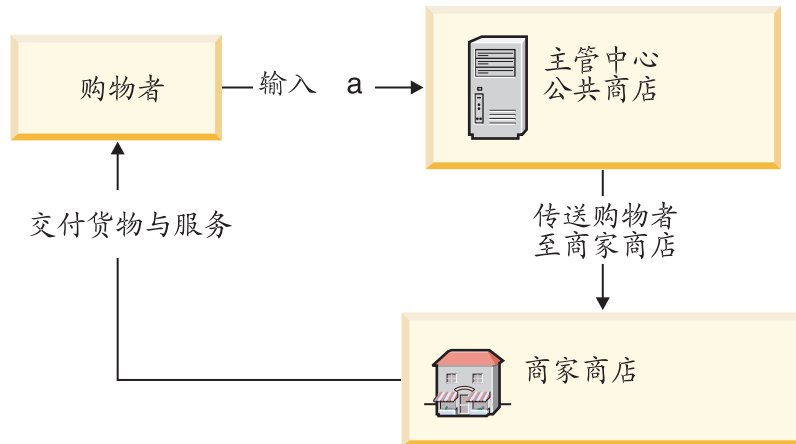 购物者
输入 a
主管中心
公共商店
传送购物者
至商家商店
商家商店
交付货物与服务